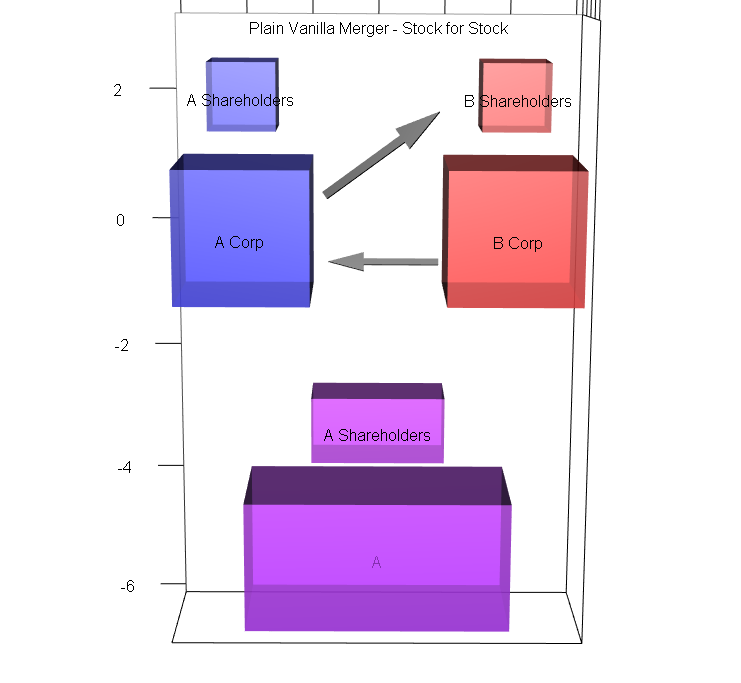 Plain Vanilla Merger - Stock for Stock
2
A Shareholders
B Shareholders
0
A Corp
B Corp
-2
A Shareholders
-4
A
-6